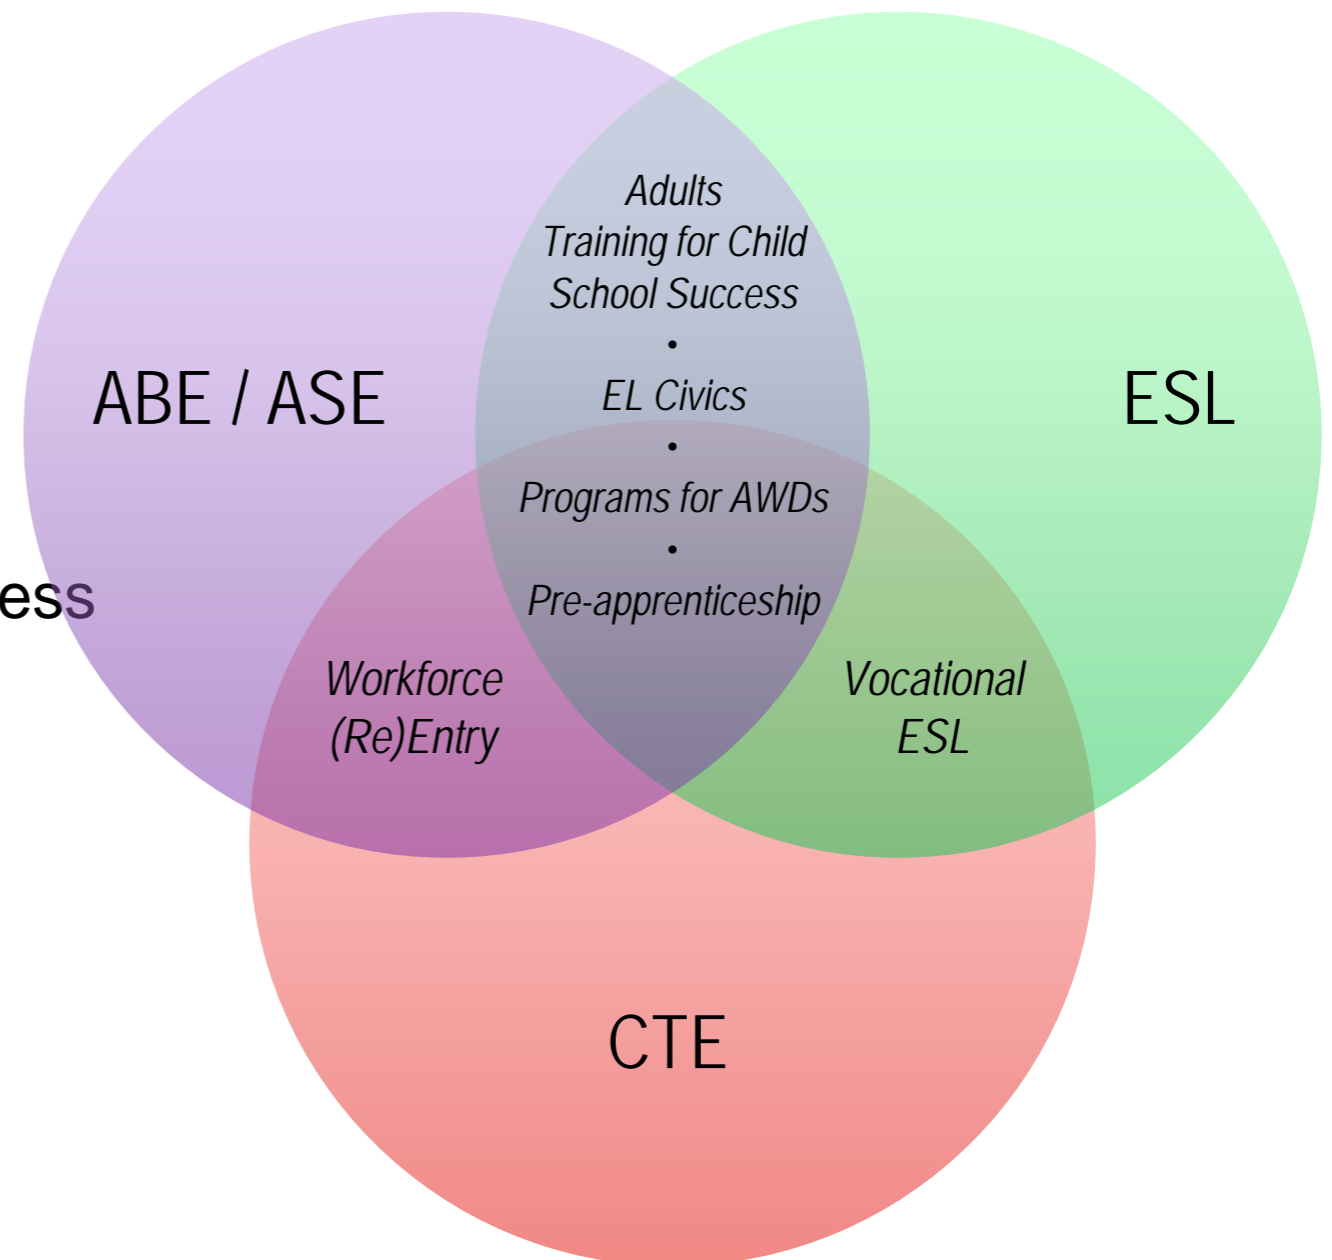 Adults
Training for Child
School Success
•
ABE / ASE
EL Civics
ESL
•
Programs for AWDs
•
ess
Pre-apprenticeship
Workforce
(Re)Entry
Vocational
ESL
CTE